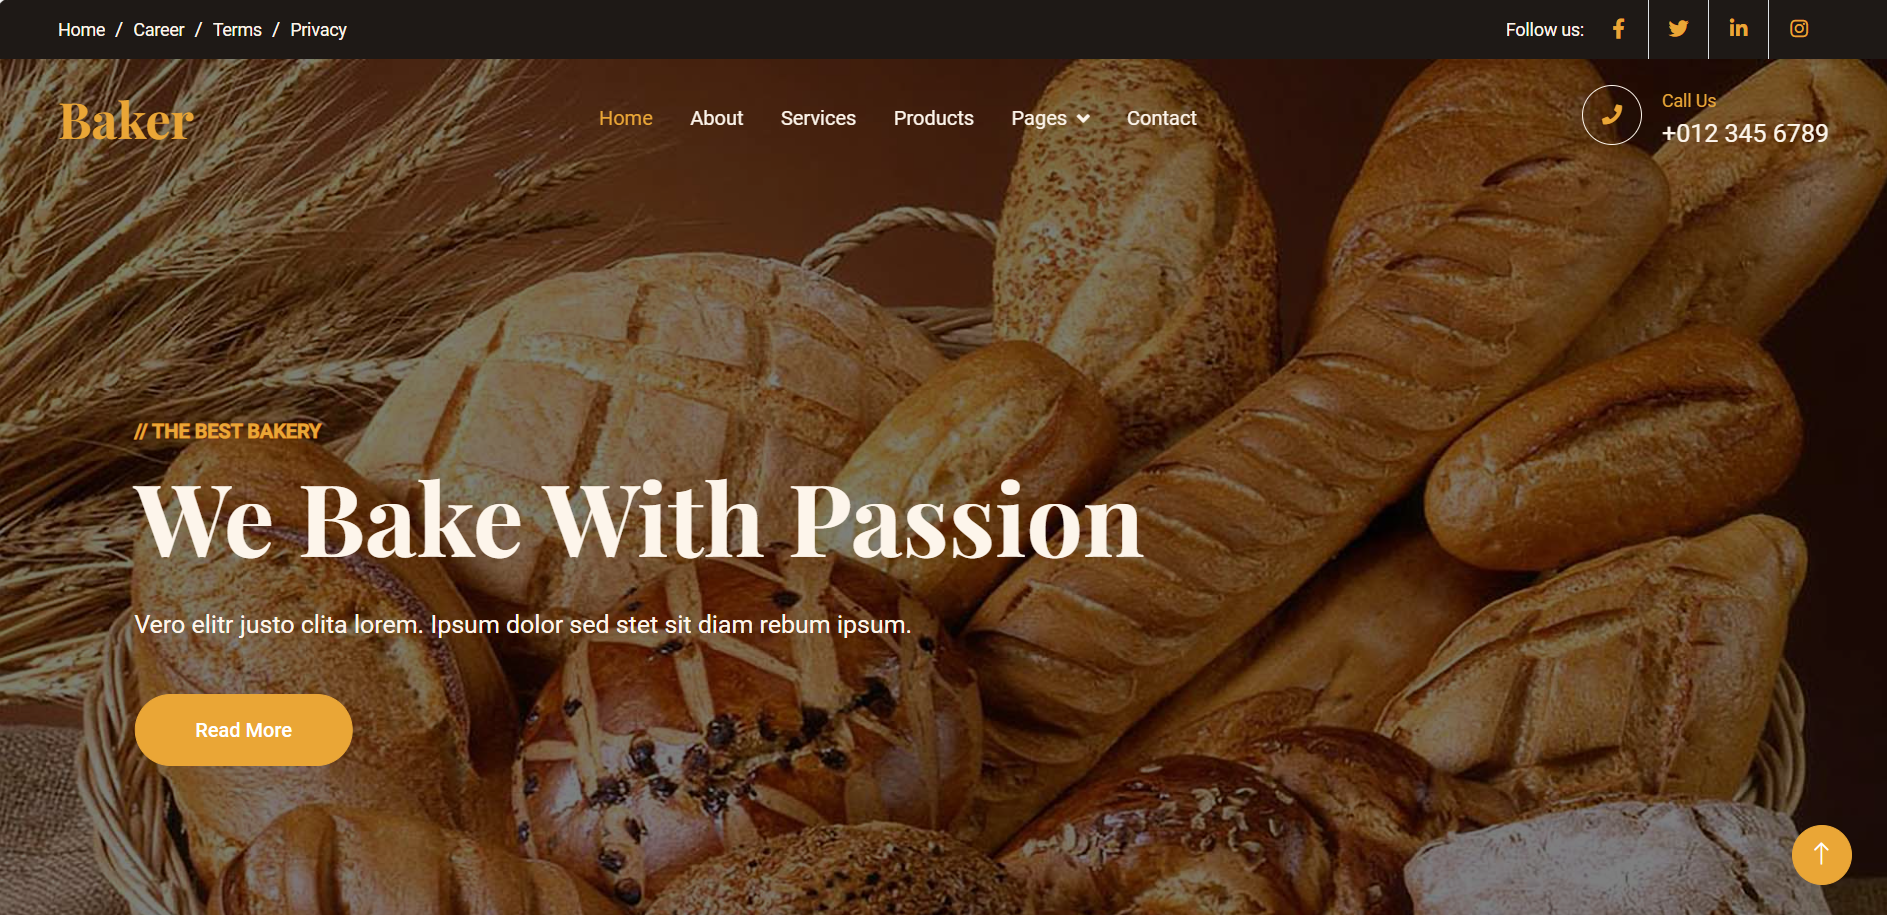 Home / Career / Terms / Privacy
Follow us:
Baker
Home About Services Products Pages Contact
Call Us
+012 345 6789
// THE BEST BAKERY
We Bake With Passion
Vero elitr justo clita lorem. Ipsum dolor sed stet sit diam rebum ipsum.
Read More